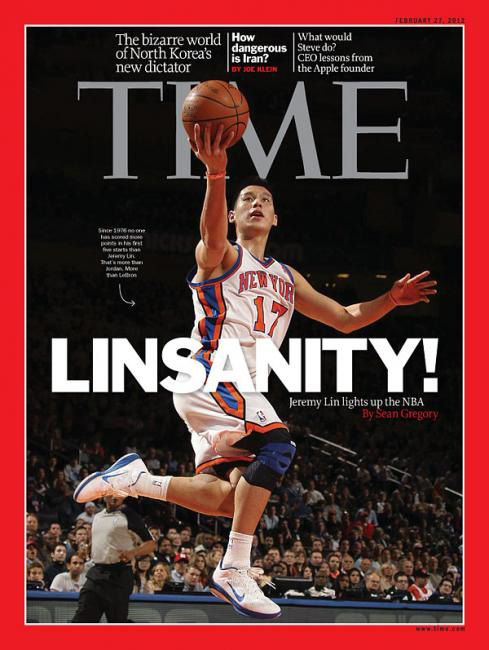 FEBRUARY 27, 2012
The bizarre world
of North Korea's
new dictator
How
dangerous
is Iran?
BY JOE KLEIN
What would
Steve do?
CEO lessons from
the Apple founder
TIME
Since 1976 no one
has scored more
points in his first
five starts than
Jeremy Lin.
That's more than
Jordan. More
than LeBron
NEW YORK
17
LINSANITY!
Jeremy Lin lights up the NBA
By Sean Gregory
www.time.com